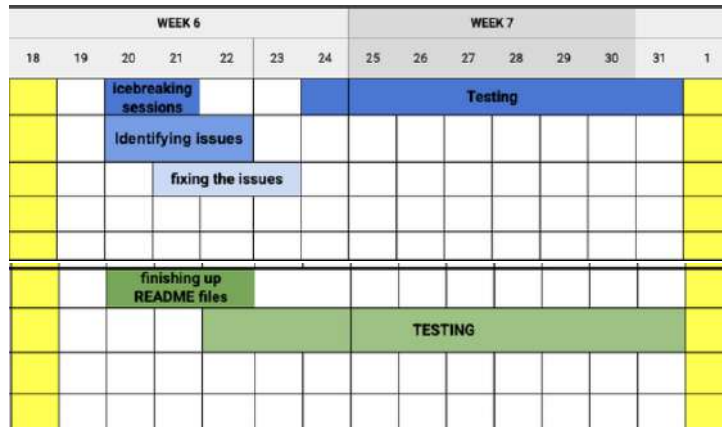 WEEK 6 WEEK 7
18 19 20 21 22 23 24 25 26 27 28 29 30 31 1
icebreaking
sessions
Testing
Identifying issues
fixing the issues
finishing up
README files
TESTING